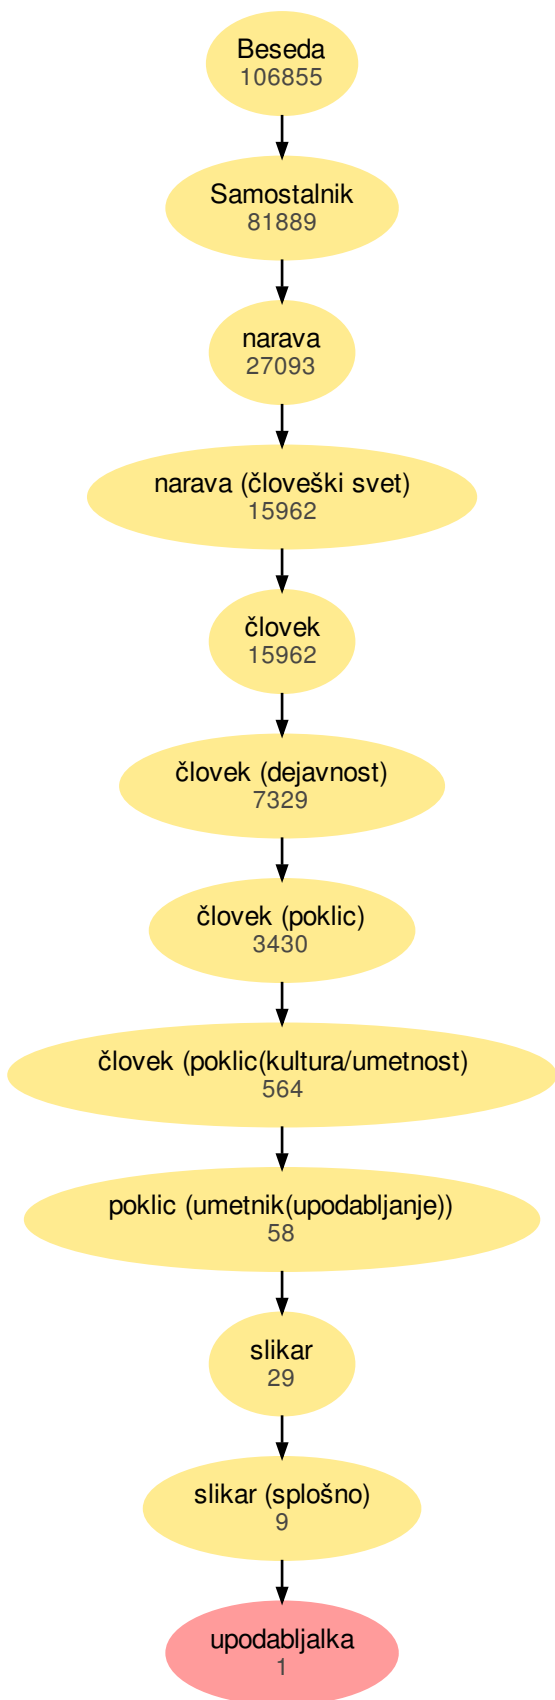 Beseda
106855
Samostalnik
81889
narava
27093
narava (človeški svet)
15962
človek
15962
človek (dejavnost)
7329
človek (poklic)
3430
človek (poklic(kultura/umetnost)
564
poklic (umetnik(upodabljanje))
58
slikar
29
slikar (splošno)
9
upodabljalka
1